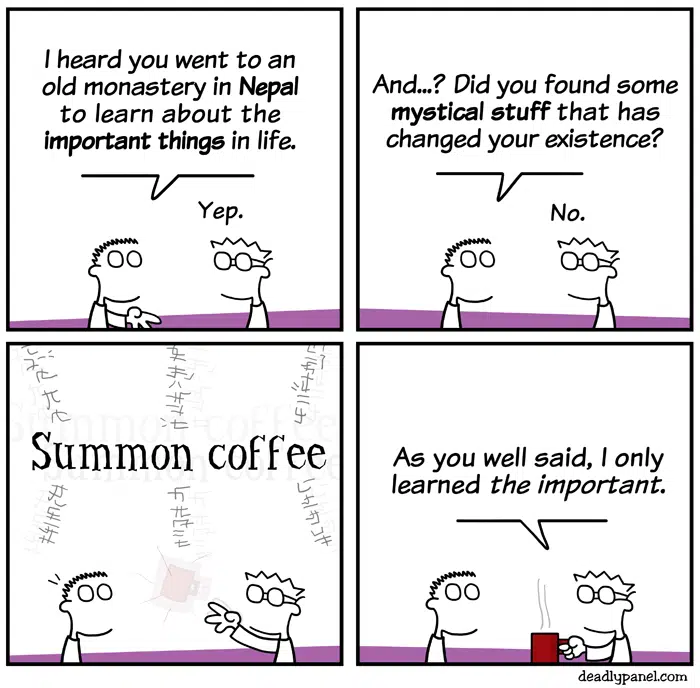 I heard you went to an
old monastery in Nepal
to learn about the
important things in life.
Yep.
And...? Did you found some
mystical stuff that has
changed your existence?
No.
Summon coffee
As you well said, I only
learned the important.
deadlypanel.com